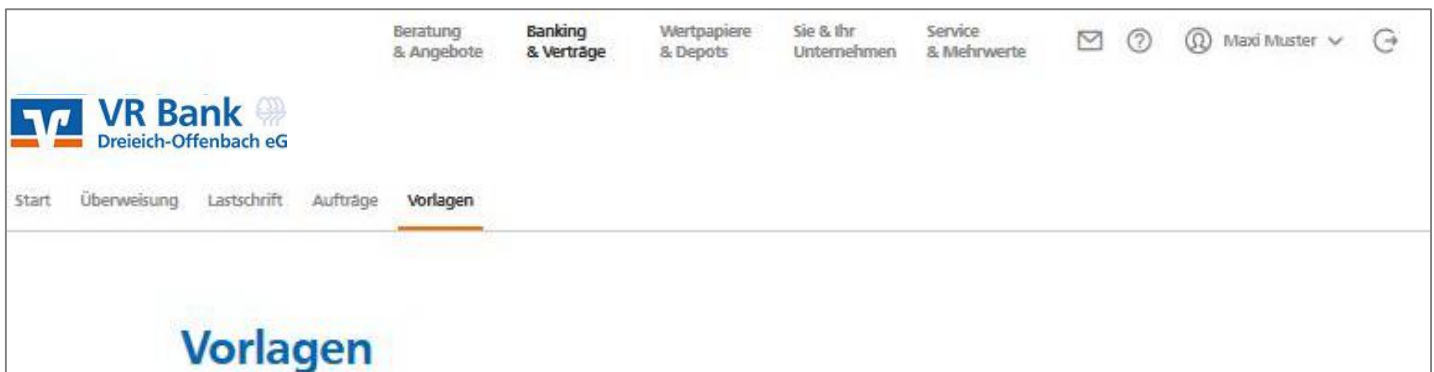 Beratung
& Angebote
Banking
& Verträge
Wertpapiere
& Depots
Sie & Ihr
Unternehmen
Service
& Mehrwerte
Maxi Muster
VR Bank
Dreieich-Offenbach eG
Start Überweisung Lastschrift Aufträge Vorlagen
Vorlagen